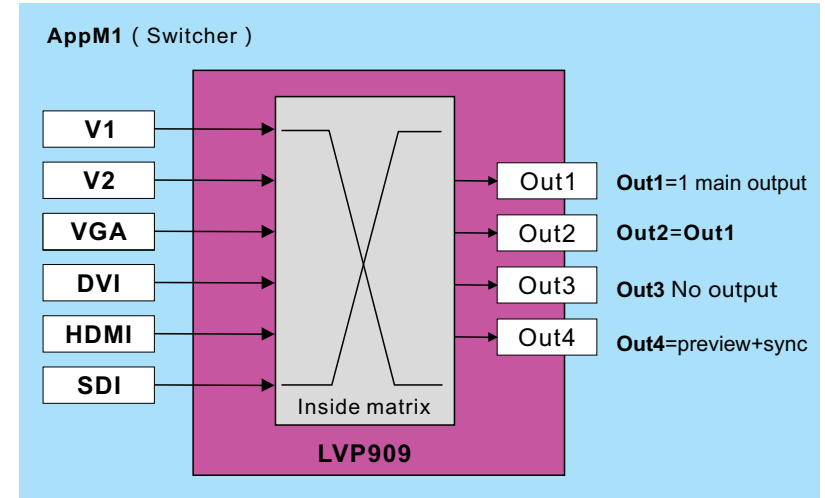 AppM1 ( Switcher )
V1
V2
VGA
DVI
HDMI
SDI
Out1
Out2
Out3
Out4
Out1=1 main output
Out2=Out1
Out3 No output
Out4=preview+sync
Inside matrix
LVP909